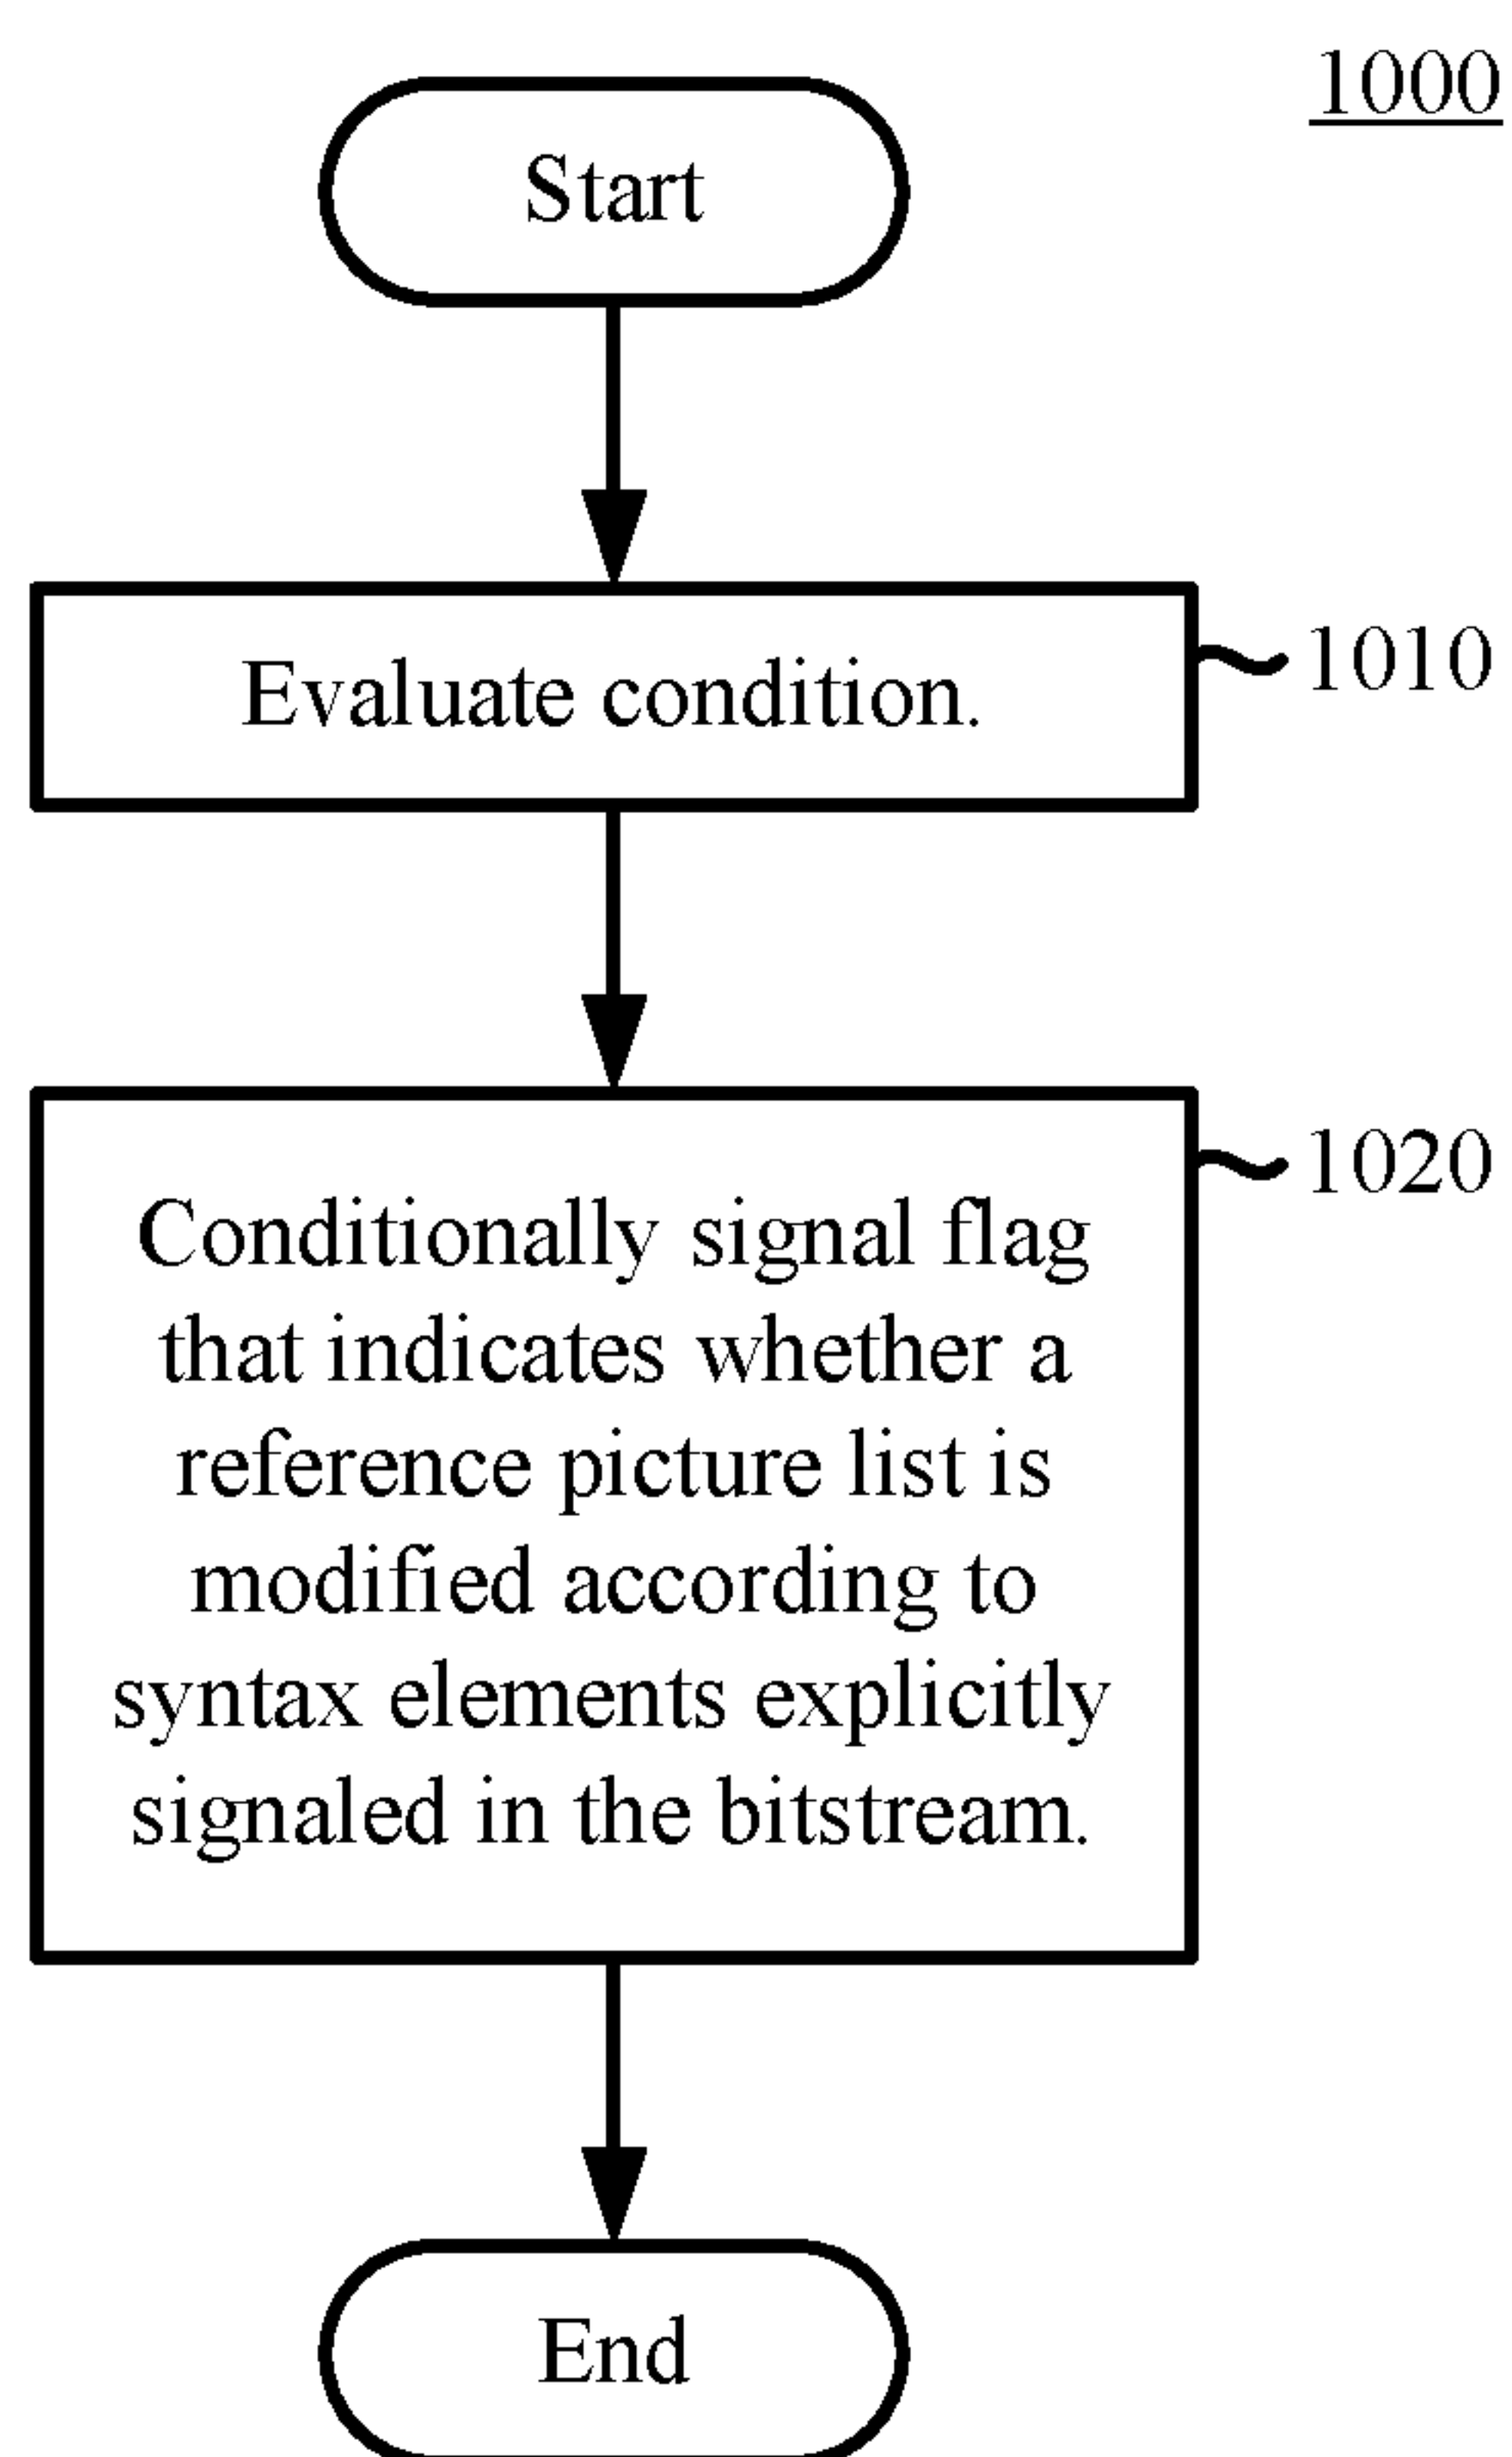 1000
Start
Evaluate condition.
1010
Conditionally signal flag
that indicates whether a
reference picture list is
modified according to
syntax elements explicitly
signaled in the bitstream.
1020
End